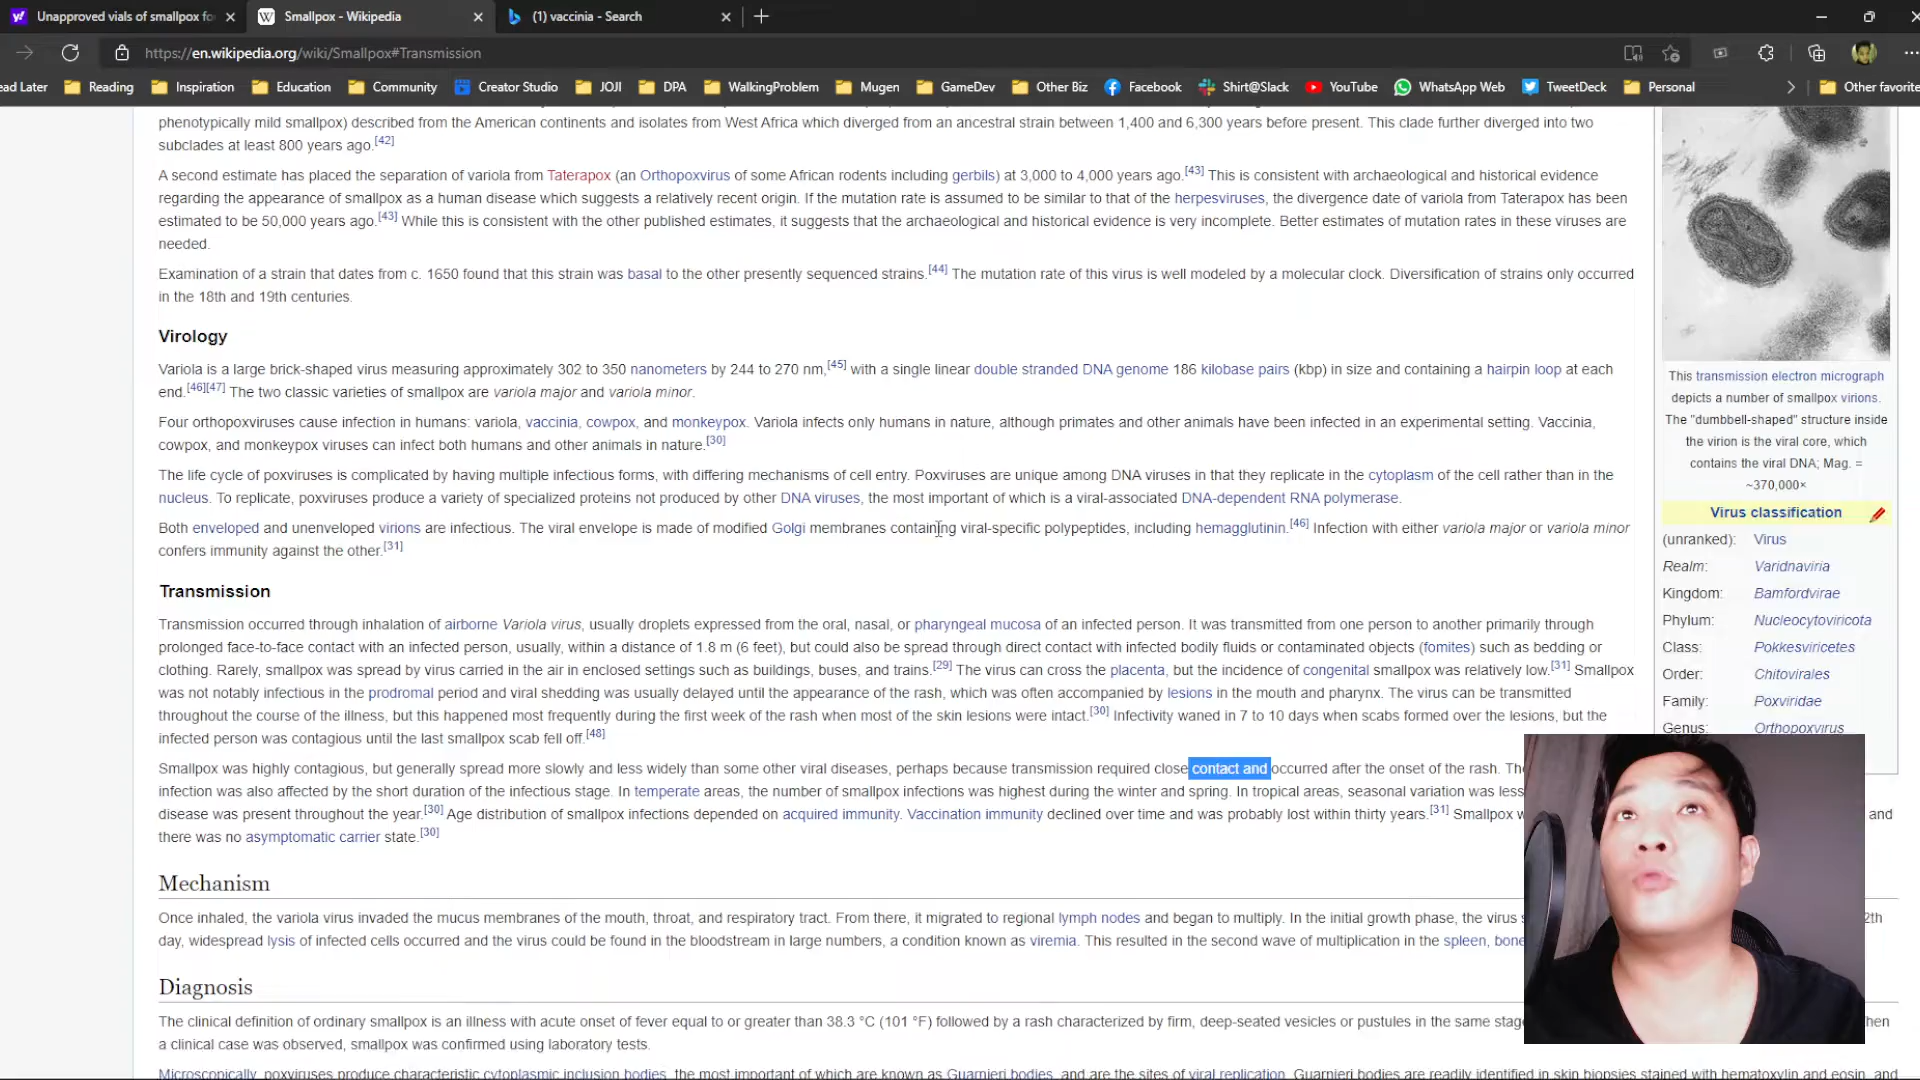 Unapproved vials of smallpox fo
Smallpox - Wikipedia
(1) vaccinia - Search
https://en.wikipedia.org/wiki/Smallpox#Transmission
ead Later Reading Inspiration Education Community Creator Studio JOJI DPA WalkingProblem Mugen GameDev Other Biz Facebook Shirt@Slack YouTube WhatsApp Web TweetDeck Personal Other favorite
phenotypically mild smallpox) described from the American continents and isolates from West Africa which diverged from an ancestral strain between 1,400 and 6,300 years before present. This clade further diverged into two
subclades at least 800 years ago.[42]
A second estimate has placed the separation of variola from Taterapox (an Orthopoxvirus of some African rodents including gerbils) at 3,000 to 4,000 years ago.[43] This is consistent with archaeological and historical evidence
regarding the appearance of smallpox as a human disease which suggests a relatively recent origin. If the mutation rate is assumed to be similar to that of the herpesviruses, the divergence date of variola from Taterapox has been
estimated to be 50,000 years ago.[43] While this is consistent with the other published estimates, it suggests that the archaeological and historical evidence is very incomplete. Better estimates of mutation rates in these viruses are
needed.
Examination of a strain that dates from c. 1650 found that this strain was basal to the other presently sequenced strains.[44] The mutation rate of this virus is well modeled by a molecular clock. Diversification of strains only occurred
in the 18th and 19th centuries.
Virology
Variola is a large brick-shaped virus measuring approximately 302 to 350 nanometers by 244 to 270 nm,[45] with a single linear double stranded DNA genome 186 kilobase pairs (kbp) in size and containing a hairpin loop at each
end.[46][47] The two classic varieties of smallpox are variola major and variola minor.
Four orthopoxviruses cause infection in humans: variola, vaccinia, cowpox, and monkeypox. Variola infects only humans in nature, although primates and other animals have been infected in an experimental setting. Vaccinia,
cowpox, and monkeypox viruses can infect both humans and other animals in nature.[30]
The life cycle of poxviruses is complicated by having multiple infectious forms, with differing mechanisms of cell entry. Poxviruses are unique among DNA viruses in that they replicate in the cytoplasm of the cell rather than in the
nucleus. To replicate, poxviruses produce a variety of specialized proteins not produced by other DNA viruses, the most important of which is a viral-associated DNA-dependent RNA polymerase.
Both enveloped and unenveloped virions are infectious. The viral envelope is made of modified Golgi membranes containing viral-specific polypeptides, including hemagglutinin.[46] Infection with either variola major or variola minor
confers immunity against the other.[31]
Transmission
Transmission occurred through inhalation of airborne Variola virus, usually droplets expressed from the oral, nasal, or pharyngeal mucosa of an infected person. It was transmitted from one person to another primarily through
prolonged face-to-face contact with an infected person, usually, within a distance of 1.8 m (6 feet), but could also be spread through direct contact with infected bodily fluids or contaminated objects (fomites) such as bedding or
clothing. Rarely, smallpox was spread by virus carried in the air in enclosed settings such as buildings, buses, and trains.[29] The virus can cross the placenta, but the incidence of congenital smallpox was relatively low.[31] Smallpox
was not notably infectious in the prodromal period and viral shedding was usually delayed until the appearance of the rash, which was often accompanied by lesions in the mouth and pharynx. The virus can be transmitted
throughout the course of the illness, but this happened most frequently during the first week of the rash when most of the skin lesions were intact.[30] Infectivity waned in 7 to 10 days when scabs formed over the lesions, but the
infected person was contagious until the last smallpox scab fell off.[48]
Smallpox was highly contagious, but generally spread more slowly and less widely than some other viral diseases, perhaps because transmission required close contact and occurred after the onset of the rash. Th
infection was also affected by the short duration of the infectious stage. In temperate areas, the number of smallpox infections was highest during the winter and spring. In tropical areas, seasonal variation was less
disease was present throughout the year.[30] Age distribution of smallpox infections depended on acquired immunity. Vaccination immunity declined over time and was probably lost within thirty years.[31] Smallpox w and
there was no asymptomatic carrier state.[30]
Mechanism
Once inhaled, the variola virus invaded the mucus membranes of the mouth, throat, and respiratory tract. From there, it migrated to regional lymph nodes and began to multiply. In the initial growth phase, the virus s 2th
day, widespread lysis of infected cells occurred and the virus could be found in the bloodstream in large numbers, a condition known as viremia. This resulted in the second wave of multiplication in the spleen, bone
Diagnosis
The clinical definition of ordinary smallpox is an illness with acute onset of fever equal to or greater than 38.3 °C (101 °F) followed by a rash characterized by firm, deep-seated vesicles or pustules in the same stag hen
a clinical case was observed, smallpox was confirmed using laboratory tests.
Microscopically, poxviruses produce characteristic cytoplasmic inclusion bodies, the most important of which are known as Guarnieri bodies, and are the sites of viral replication. Guarnieri bodies are readily identified in skin biopsies stained with hematoxylin and eosin, and
This transmission electron micrograph
depicts a number of smallpox virions.
The "dumbbell-shaped" structure inside
the virion is the viral core, which
contains the viral DNA; Mag. =
~370,000×
Virus classification
(unranked): Virus
Realm: Varidnaviria
Kingdom: Bamfordvirae
Phylum: Nucleocytoviricota
Class: Pokkesviricetes
Order: Chitovirales
Family: Poxviridae
Genus: Orthopoxvirus